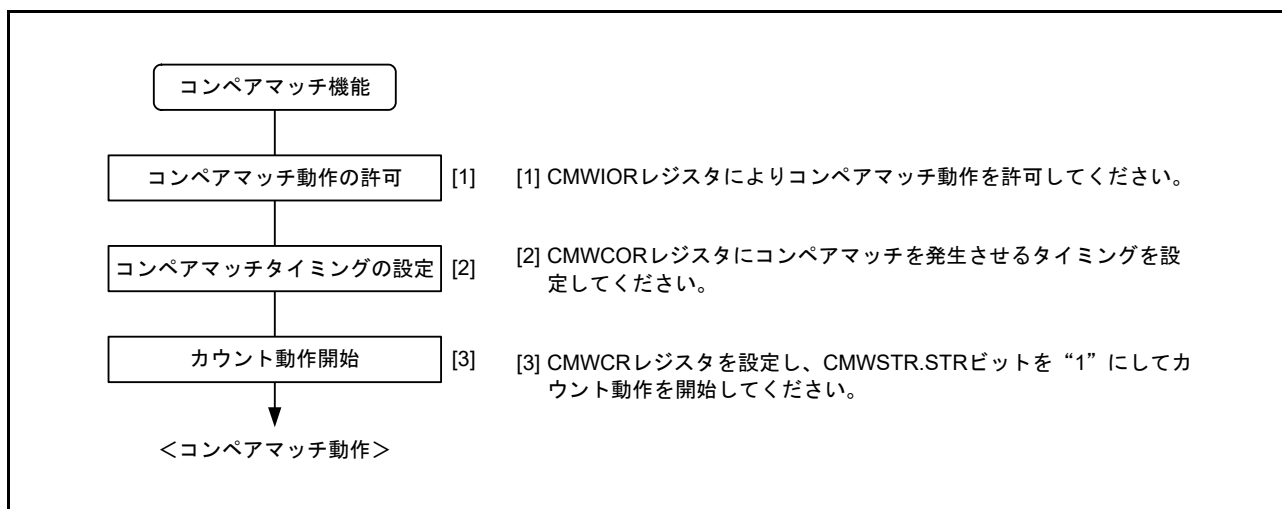 コンペアマッチ機能
コンペアマッチ動作の許可 [1] [1] CMWIORレジスタによりコンペアマッチ動作を許可してください。
コンペアマッチタイミングの設定 [2] [2] CMWCORレジスタにコンペアマッチを発生させるタイミングを設
定してください。
カウント動作開始 [3] [3] CMWCRレジスタを設定し、CMWSTR.STRビットを“1”にしてカ
ウント動作を開始してください。
＜コンペアマッチ動作＞